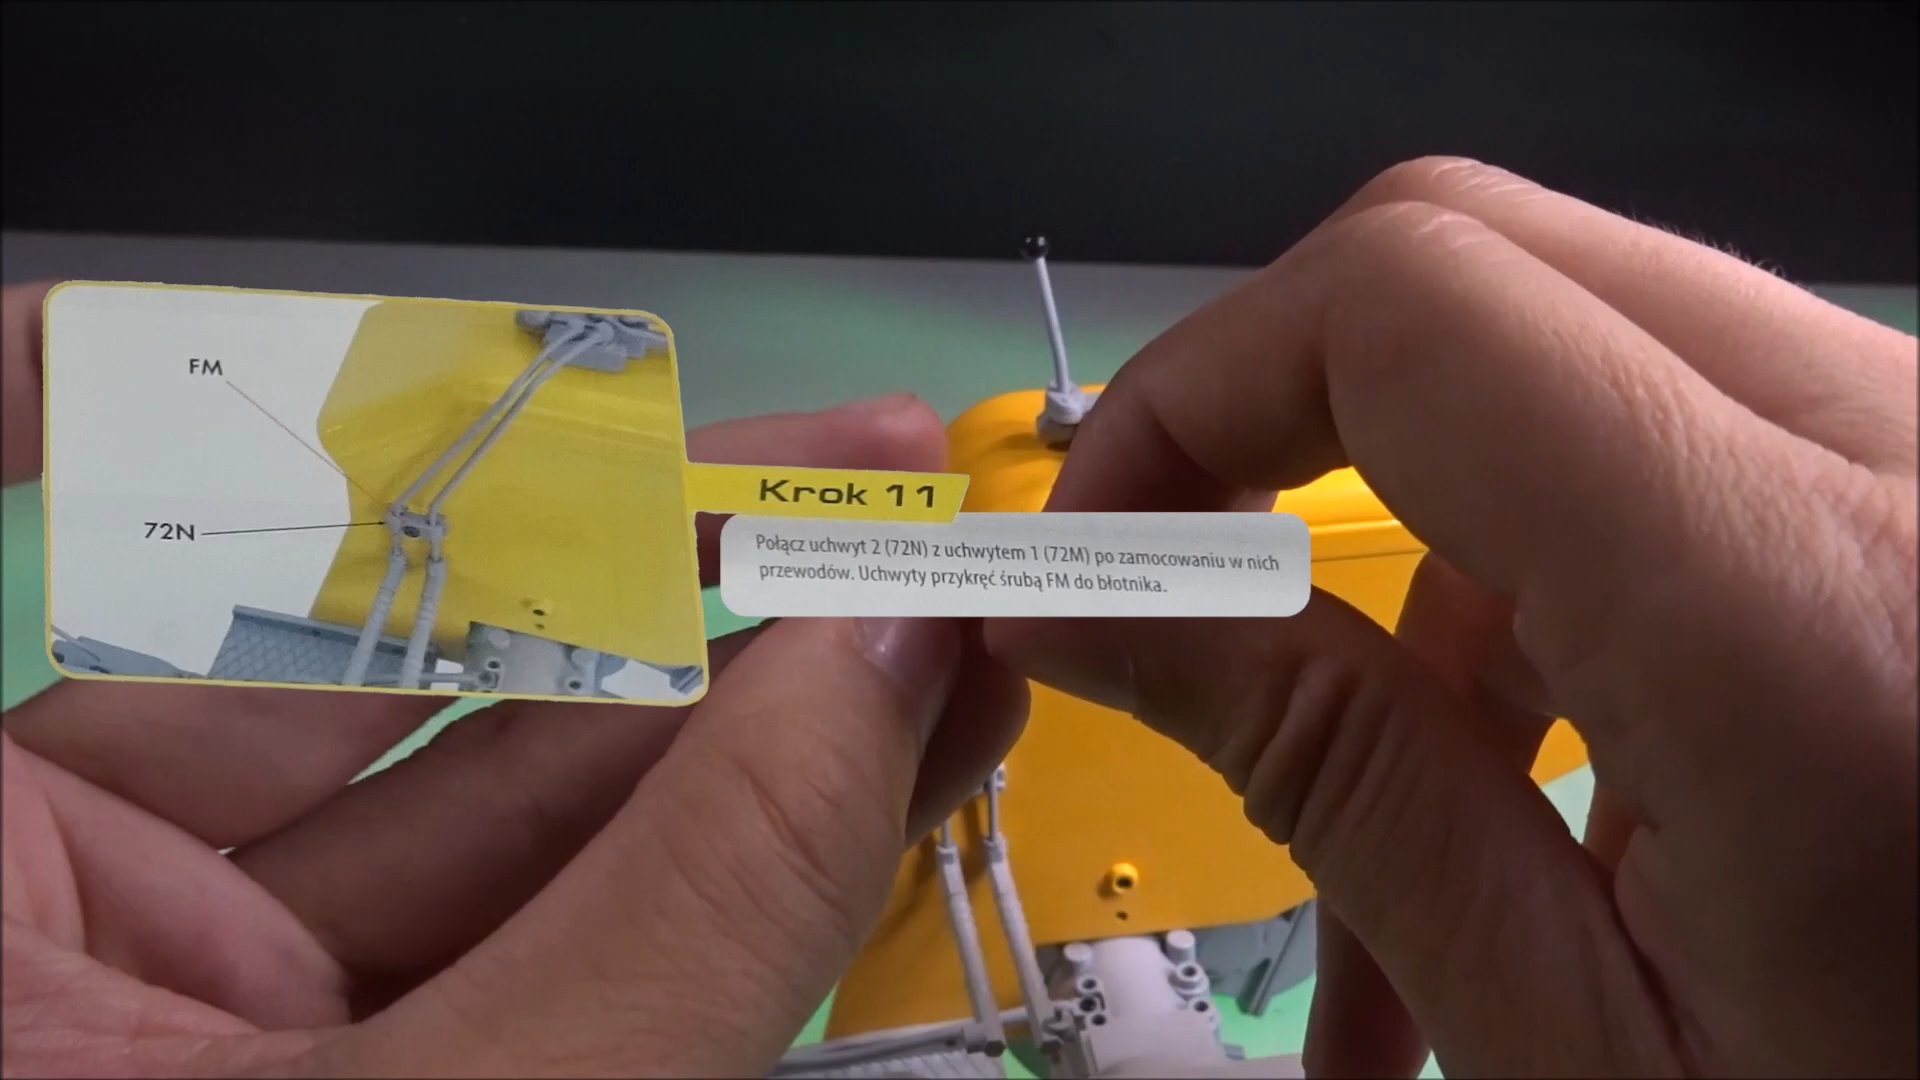 FM
72N
Krok 11
Połącz uchwyt 2 (72N) z uchwytem 1 (72M) po zamocowaniu w nich
przewodów. Uchwyty przykręć śrubą FM do błotnika.